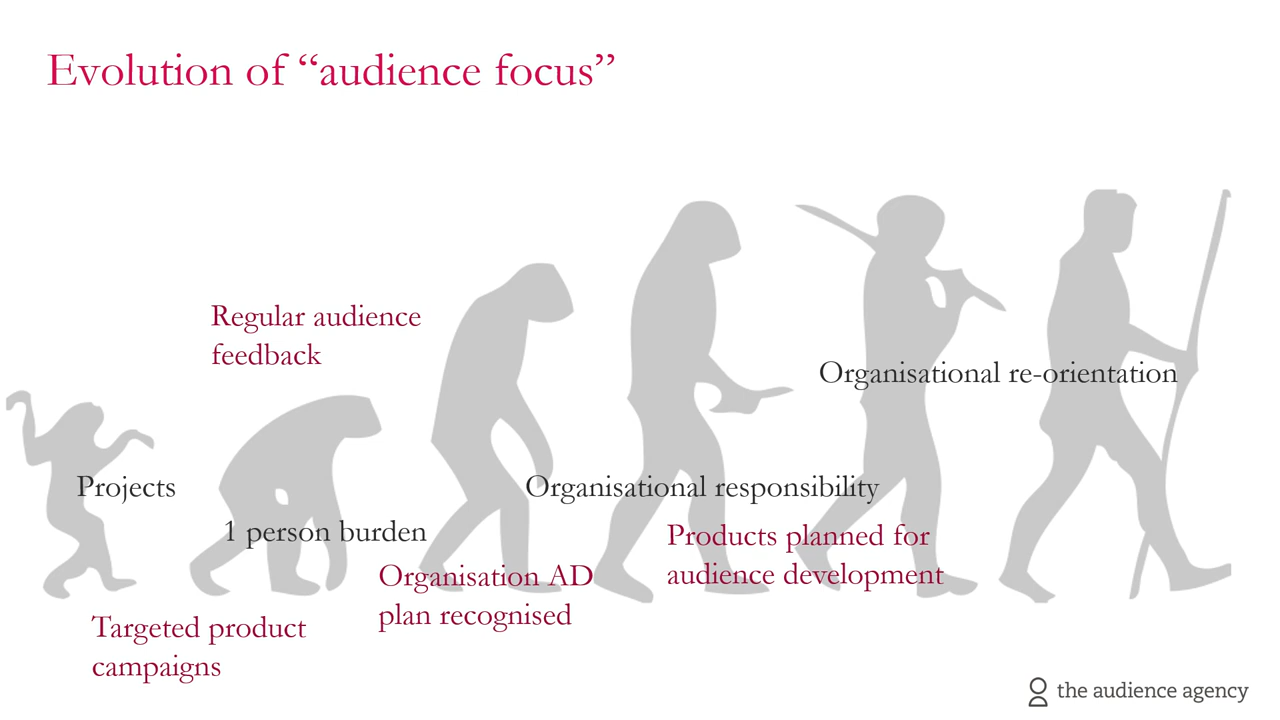 Evolution of “audience focus”
Regular audience
feedback
Organisational re-orientation
Projects
Organisational responsibility
1 person burden
Products planned for
audience development
Organisation AD
plan recognised
Targeted product
campaigns
the audience agency